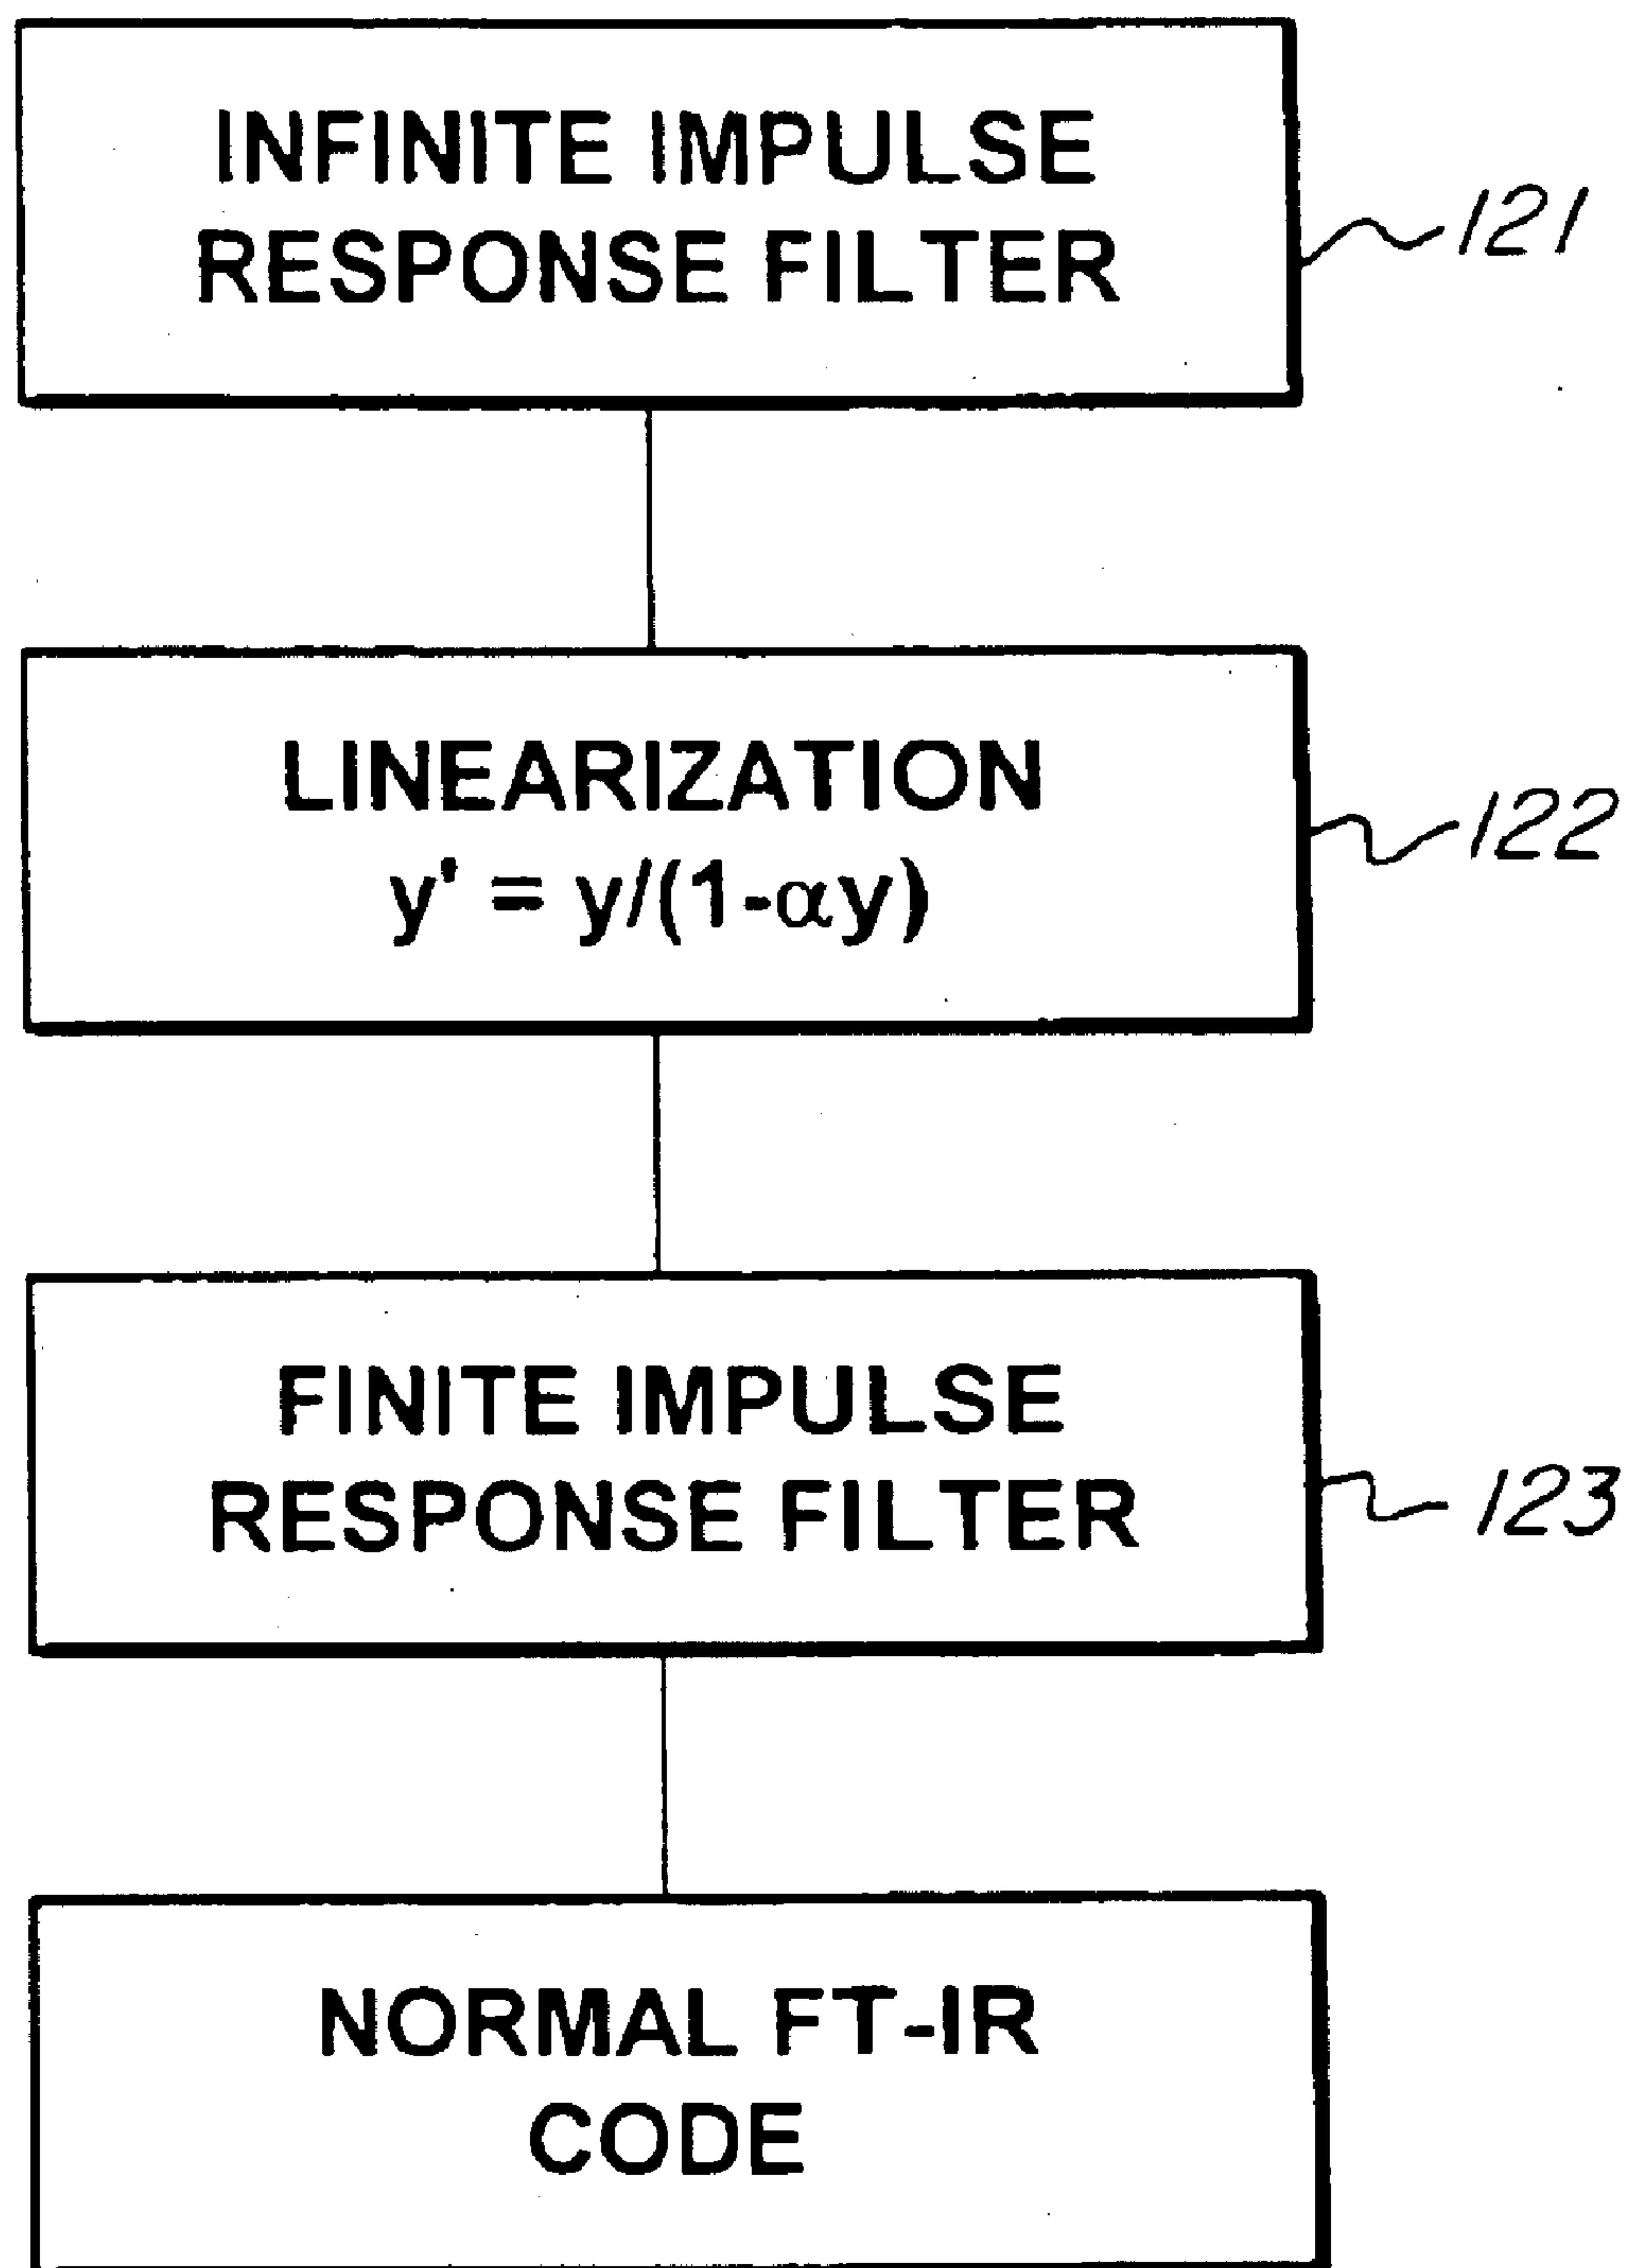 INFINITE IMPULSE
RESPONSE FILTER
121
LINEARIZATION
y' = y/(1-αy)
122
FINITE IMPULSE
RESPONSE FILTER
123
NORMAL FT-IR
CODE